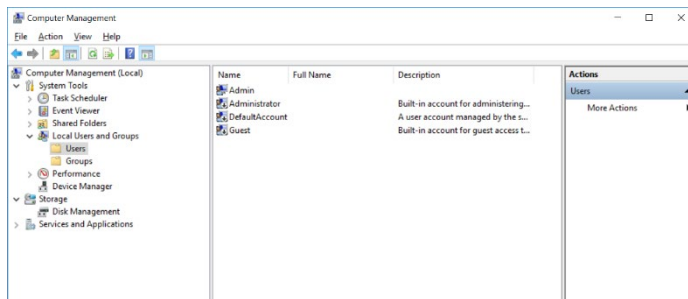 Computer Management
File Action View Help
Computer Management (Local)
System Tools
Task Scheduler
Event Viewer
Shared Folders
Local Users and Groups
Users
Groups
Performance
Device Manager
Storage
Disk Management
Services and Applications
Name Full Name Description
Admin
Administrator Built-in account for administering...
DefaultAccount A user account managed by the s...
Guest Built-in account for guest access t...
Actions
Users
More Actions